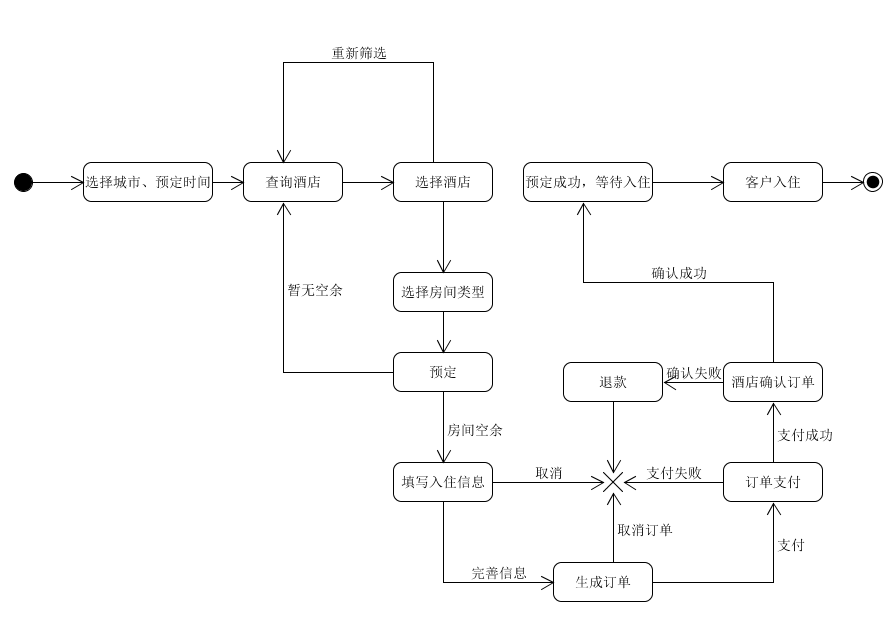 重新筛选
选择城市、预定时间
查询酒店
选择酒店
预定成功，等待入住
客户入住
确认成功
暂无空余
选择房间类型
预定
退款
确认失败
酒店确认订单
房间空余
支付成功
填写入住信息
取消
支付失败
订单支付
取消订单
支付
完善信息
生成订单